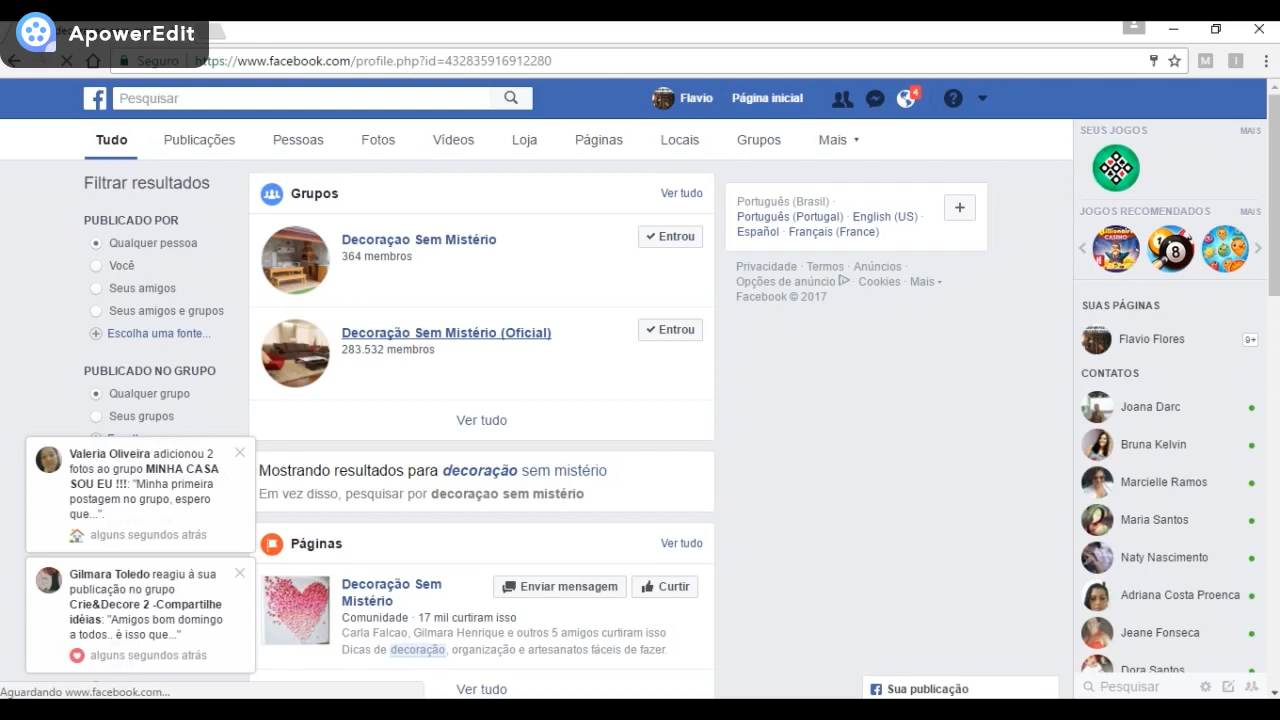 ApowerEdit
Seguro https://www.facebook.com/profile.php?id=432835916912280
M
I
Pesquisar
Flavio Página inicial
4
Tudo Publicações Pessoas Fotos Vídeos Loja Páginas Locais Grupos Mais
Filtrar resultados
PUBLICADO POR
Qualquer pessoa
Você
Seus amigos
Seus amigos e grupos
Escolha uma fonte...
PUBLICADO NO GRUPO
Qualquer grupo
Seus grupos
Valeria Oliveira adicionou 2
fotos ao grupo MINHA CASA
SOU EU !!!: "Minha primeira
postagem no grupo, espero
que...".
alguns segundos atrás
Gilmara Toledo reagiu à sua
publicação no grupo
Crie&Decore 2 -Compartilhe
idéias: "Amigos bom domingo
a todos.. é isso que..."
alguns segundos atrás
Aguardando www.facebook.com...
Grupos
Ver tudo
Decoraçao Sem Mistério
364 membros
Entrou
Decoração Sem Mistério (Oficial)
283.532 membros
Entrou
Ver tudo
Mostrando resultados para decoração sem mistério
Em vez disso, pesquisar por decoraçao sem mistério
Páginas
Ver tudo
Decoração Sem
Mistério
Enviar mensagem
Curtir
Comunidade · 17 mil curtiram isso
Carla Falcao, Gilmara Henrique e outros 5 amigos curtiram isso
Dicas de decoração, organização e artesanatos fáceis de fazer.
Ver tudo
Português (Brasil) ·
Português (Portugal) · English (US) ·
Español · Français (France)
Privacidade · Termos · Anúncios ·
Opções de anúncio · Cookies · Mais
Facebook © 2017
Sua publicação
SEUS JOGOS MAIS
JOGOS RECOMENDADOS MAIS
8
SUAS PÁGINAS
Flavio Flores 9+
CONTATOS
Joana Darc
Bruna Kelvin
Marcielle Ramos
Maria Santos
Naty Nascimento
Adriana Costa Proenca
Jeane Fonseca
Dora Santos
Pesquisar